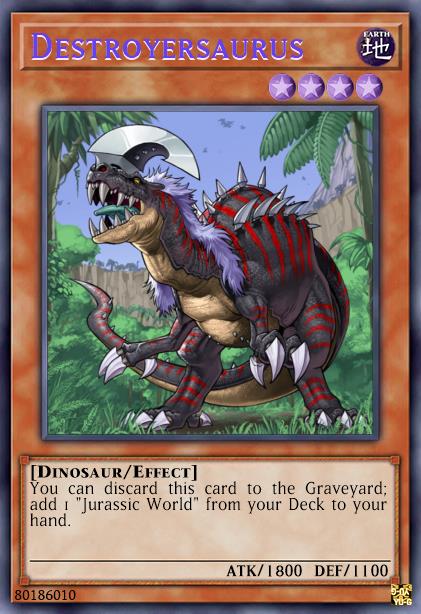 DESTROYERSAURUS
EARTH
地
[DINOSAUR/EFFECT]
You can discard this card to the Graveyard;
add 1 "Jurassic World" from your Deck to your
hand.
ATK/1800 DEF/1100
80186010